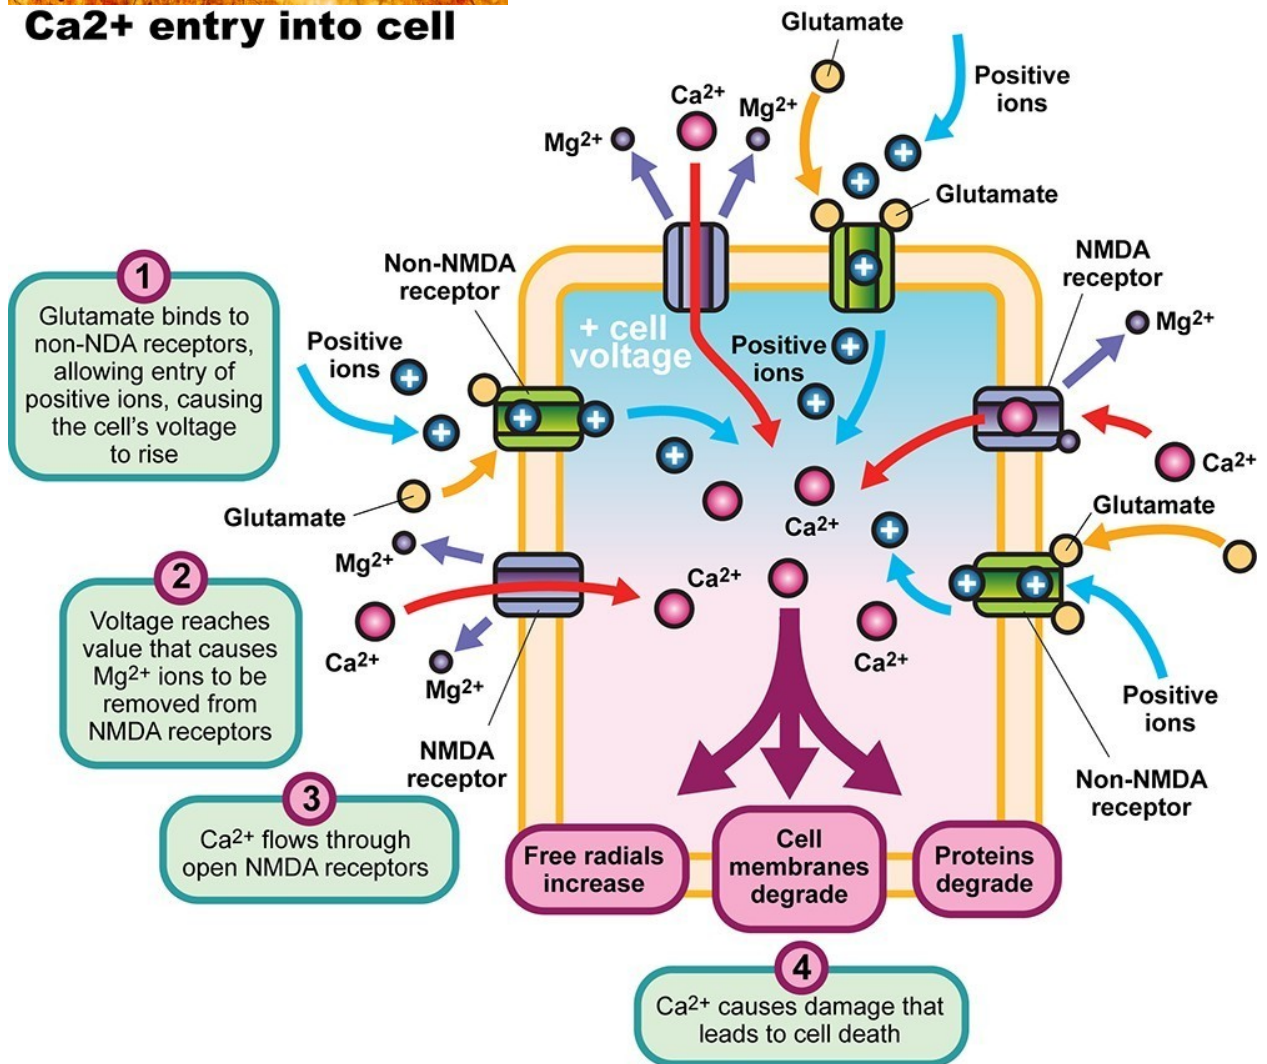 Ca2+ entry into cell
Glutamate
Positive
ions
Ca2+
Mg2+
Mg2+
Glutamate
Non-NMDA
receptor
NMDA
receptor
1
Glutamate binds to
non-NDA receptors,
allowing entry of
positive ions, causing
the cell's voltage
to rise
Positive
ions
+ cell
voltage
Positive
ions
Mg2+
Ca2+
Glutamate
Glutamate
Ca2+
Mg2+
2
Voltage reaches
value that causes
Mg2+ ions to be
removed from
NMDA receptors
Ca2+
Ca2+
Ca2+
Mg2+
Positive
ions
NMDA
receptor
Non-NMDA
receptor
3
Ca2+ flows through
open NMDA receptors
Free radials
increase
Cell
membranes
degrade
Proteins
degrade
4
Ca2+ causes damage that
leads to cell death